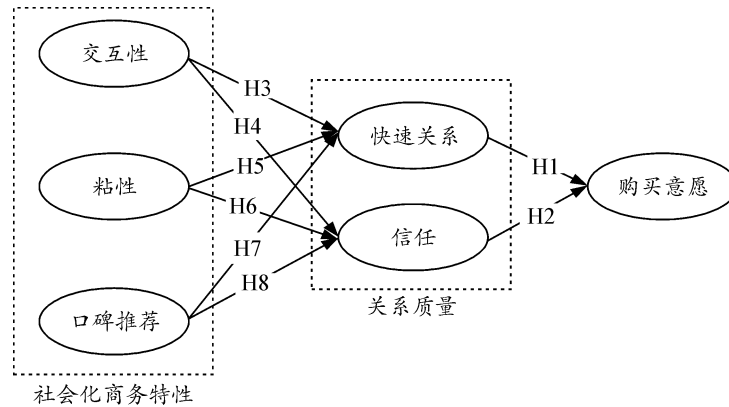 交互性
H3
H4
快速关系
H5
H1
粘性
购买意愿
H6
H2
信任
H7
H8
口碑推荐
关系质量
社会化商务特性